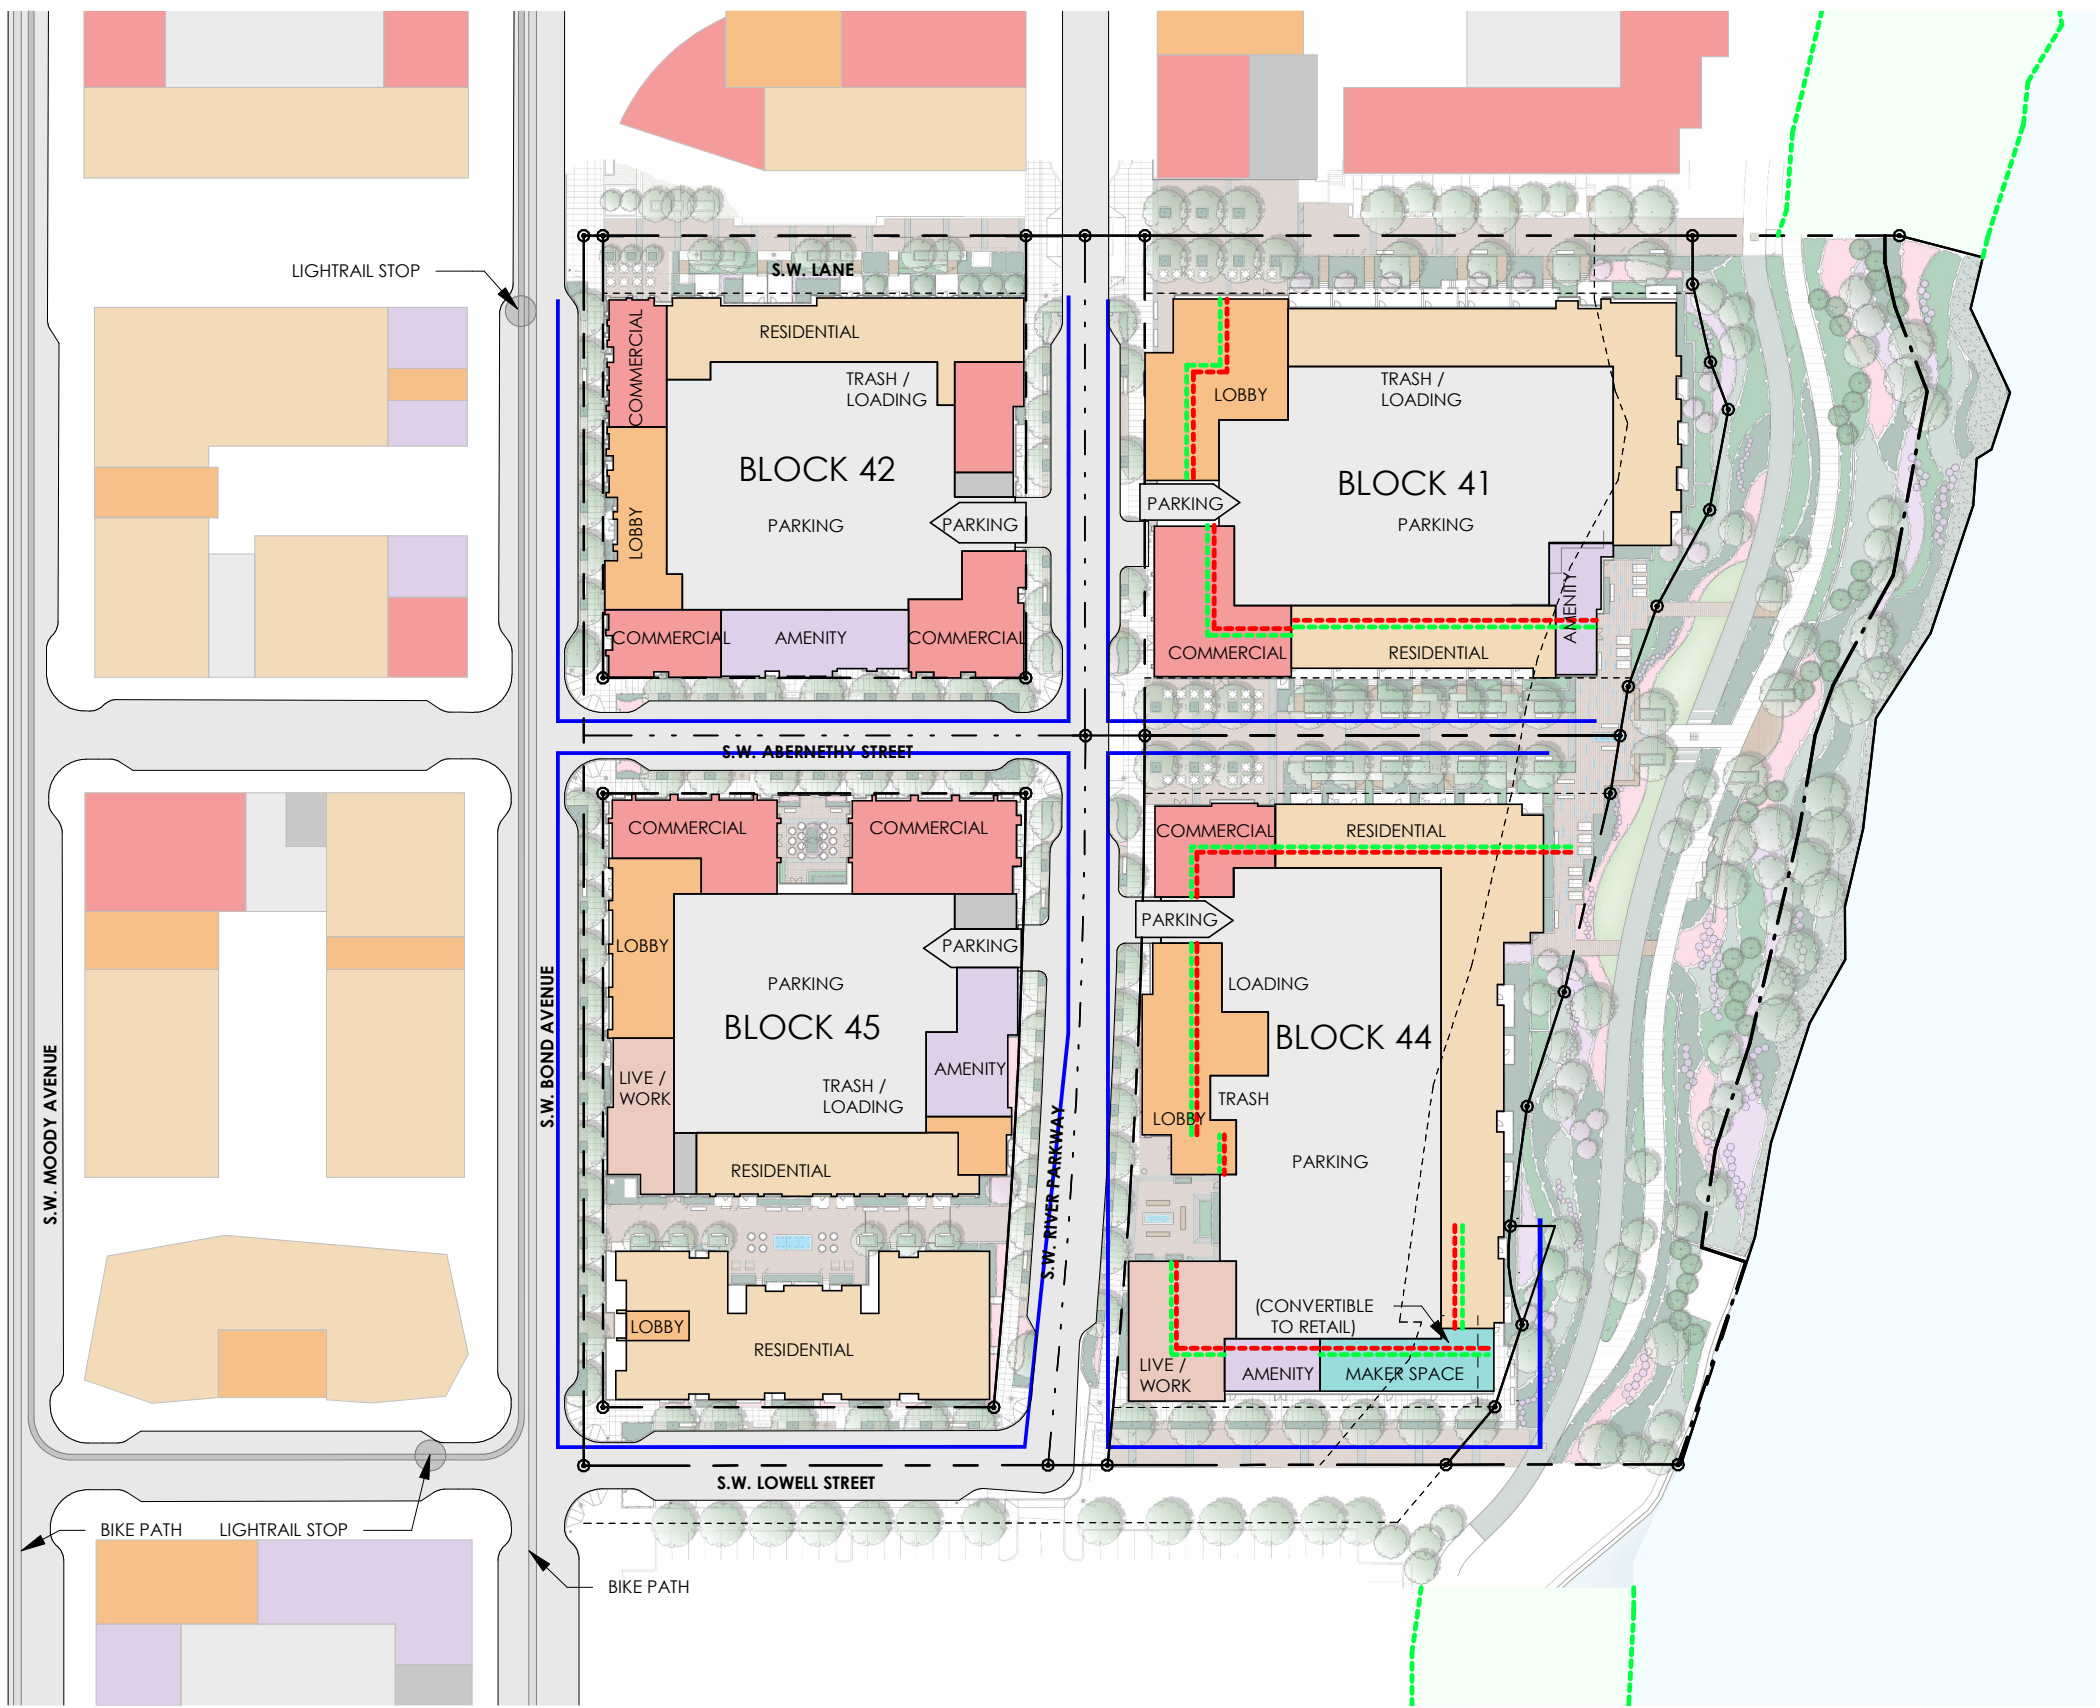 LIGHTRAIL STOP
S.W. LANE
COMMERCIAL
RESIDENTIAL
TRASH /
LOADING
BLOCK 42
PARKING
PARKING
LOBBY
COMMERCIAL
AMENITY
COMMERCIAL
LOBBY
TRASH /
LOADING
BLOCK 41
PARKING
PARKING
AMENITY
COMMERCIAL
RESIDENTIAL
S.W. ABERNETHY STREET
COMMERCIAL
COMMERCIAL
LOBBY
PARKING
PARKING
BLOCK 45
LIVE /
WORK
TRASH /
LOADING
AMENITY
RESIDENTIAL
LOBBY
RESIDENTIAL
COMMERCIAL
RESIDENTIAL
PARKING
LOADING
BLOCK 44
LOBBY
TRASH
PARKING
(CONVERTIBLE
TO RETAIL)
LIVE /
WORK
AMENITY
MAKER SPACE
S.W. MOODY AVENUE
S.W. BOND AVENUE
S.W. RIVER PARKWAY
S.W. LOWELL STREET
BIKE PATH
LIGHTRAIL STOP
BIKE PATH